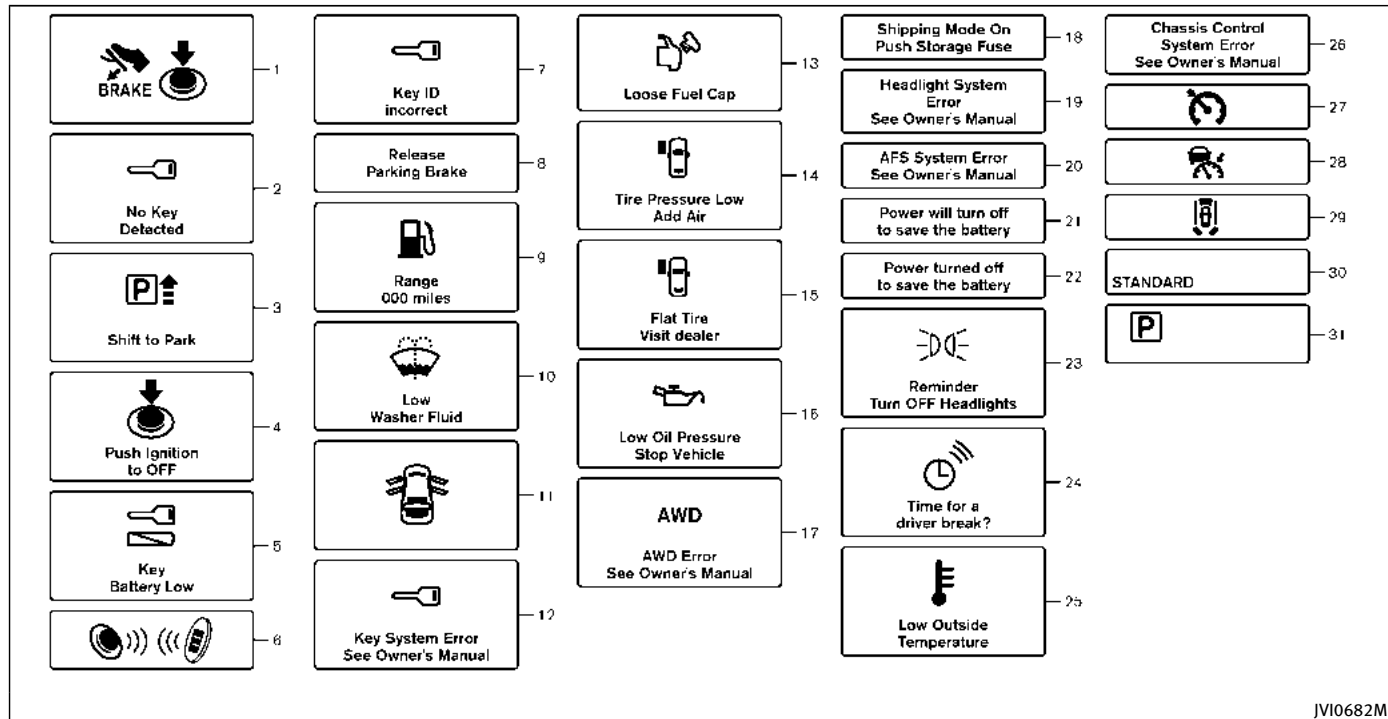 BRAKE
1
No Key
Detected
2
P
Shift to Park
3
Push Ignition
to OFF
4
Key
Battery Low
5
6
Key ID
incorrect
7
Release
Parking Brake
8
Range
000 miles
9
Low
Washer Fluid
10
11
Key System Error
See Owner's Manual
12
Loose Fuel Cap
13
Tire Pressure Low
Add Air
14
Flat Tire
Visit dealer
15
Low Oil Pressure
Stop Vehicle
16
AWD
AWD Error
See Owner's Manual
17
Shipping Mode On
Push Storage Fuse
18
Headlight System
Error
See Owner's Manual
19
AFS System Error
See Owner's Manual
20
Power will turn off
to save the battery
21
Power turned off
to save the battery
22
Reminder
Turn OFF Headlights
23
Time for a
driver break?
24
Low Outside
Temperature
25
Chassis Control
System Error
See Owner's Manual
26
27
28
29
STANDARD
30
P
31
JVI0682M